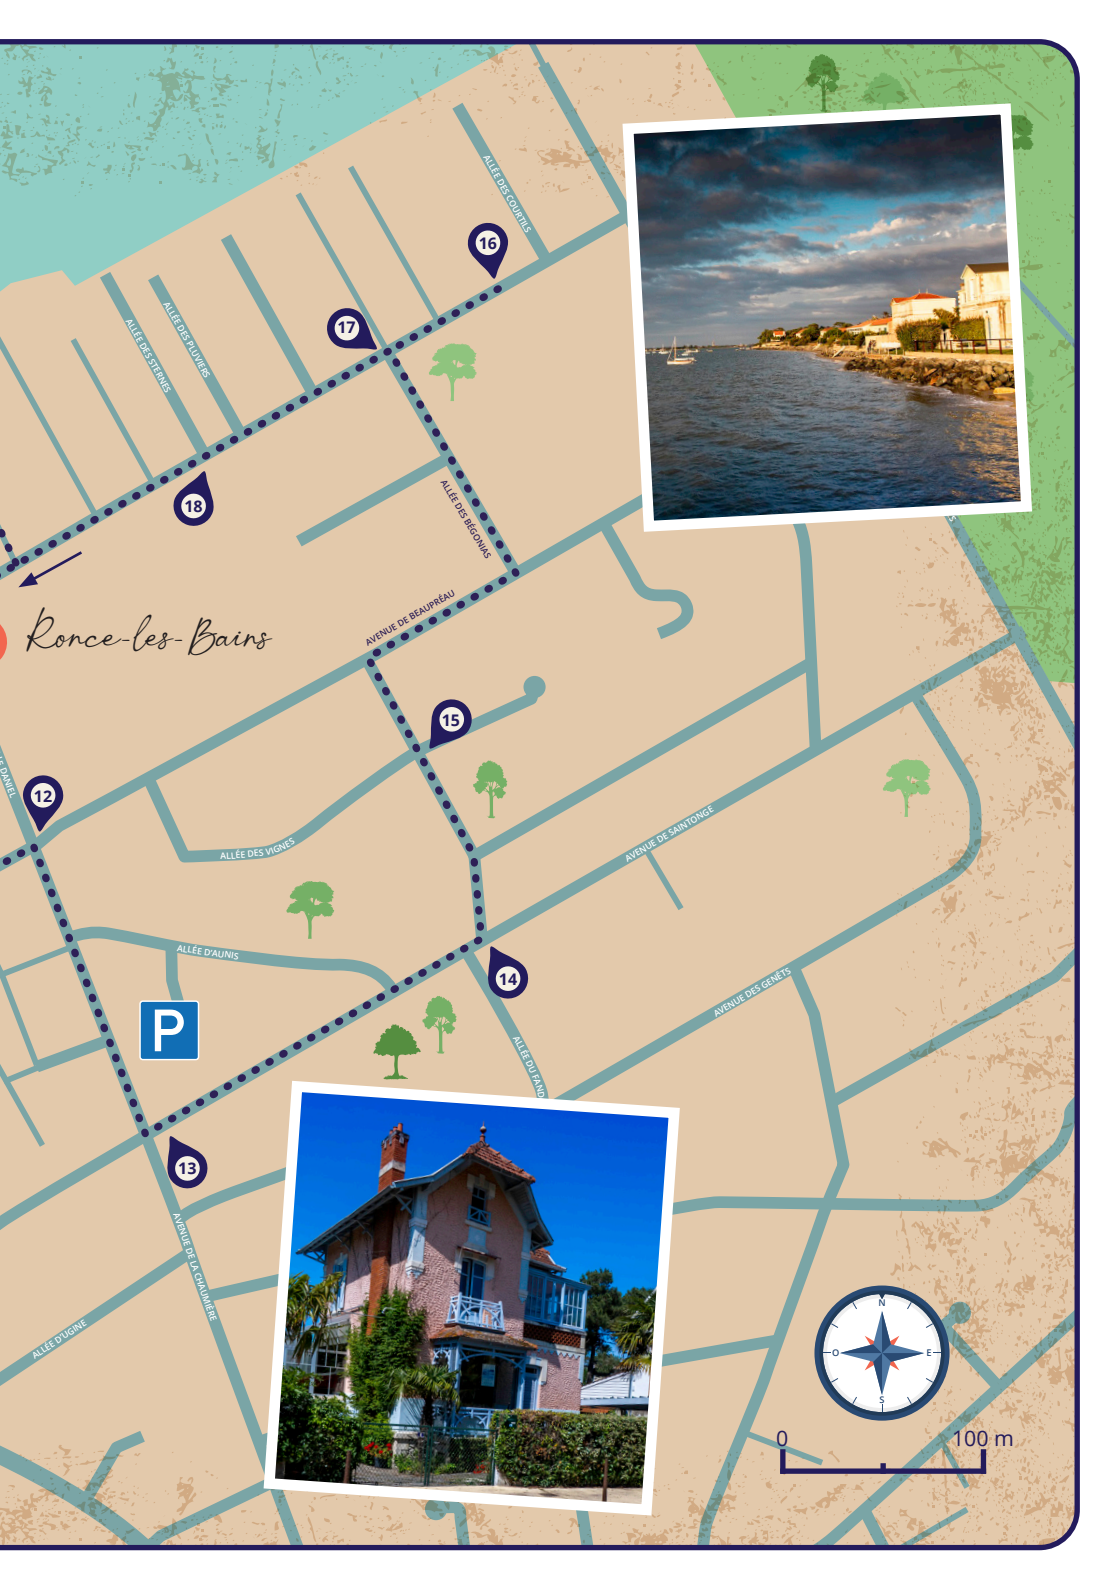 ALLÉE DES COURTILS
16
17
ALLÉE DES PLUVIERS
ALLÉE DES STERNES
18
ALLÉE DES BÉGONIAS
AVENUE DE BEAUPRÉAU
Ronce-les-Bains
15
DANIEL
12
ALLÉE DES VIGNES
AVENUE DE SAINTONGE
ALLÉE D'AUNIS
14
AVENUE DES GENÊTS
P
ALLÉE DU FAND
13
AVENUE DE LA CHAUMIÈRE
ALLÉE D'UGINE
N
O
E
S
0
100 m